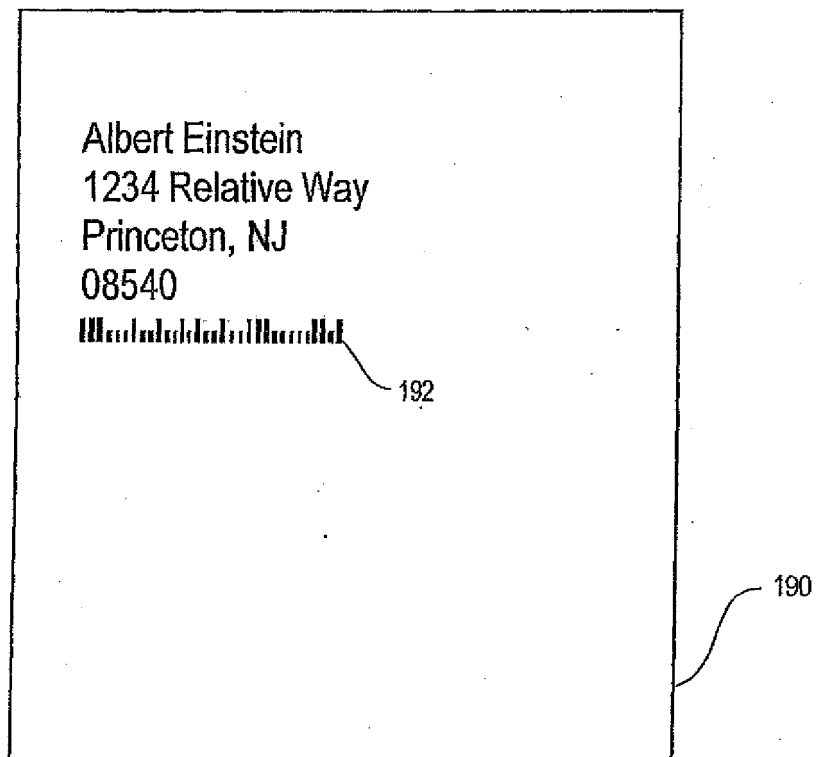 Albert Einstein
1234 Relative Way
Princeton, NJ
08540
192
190